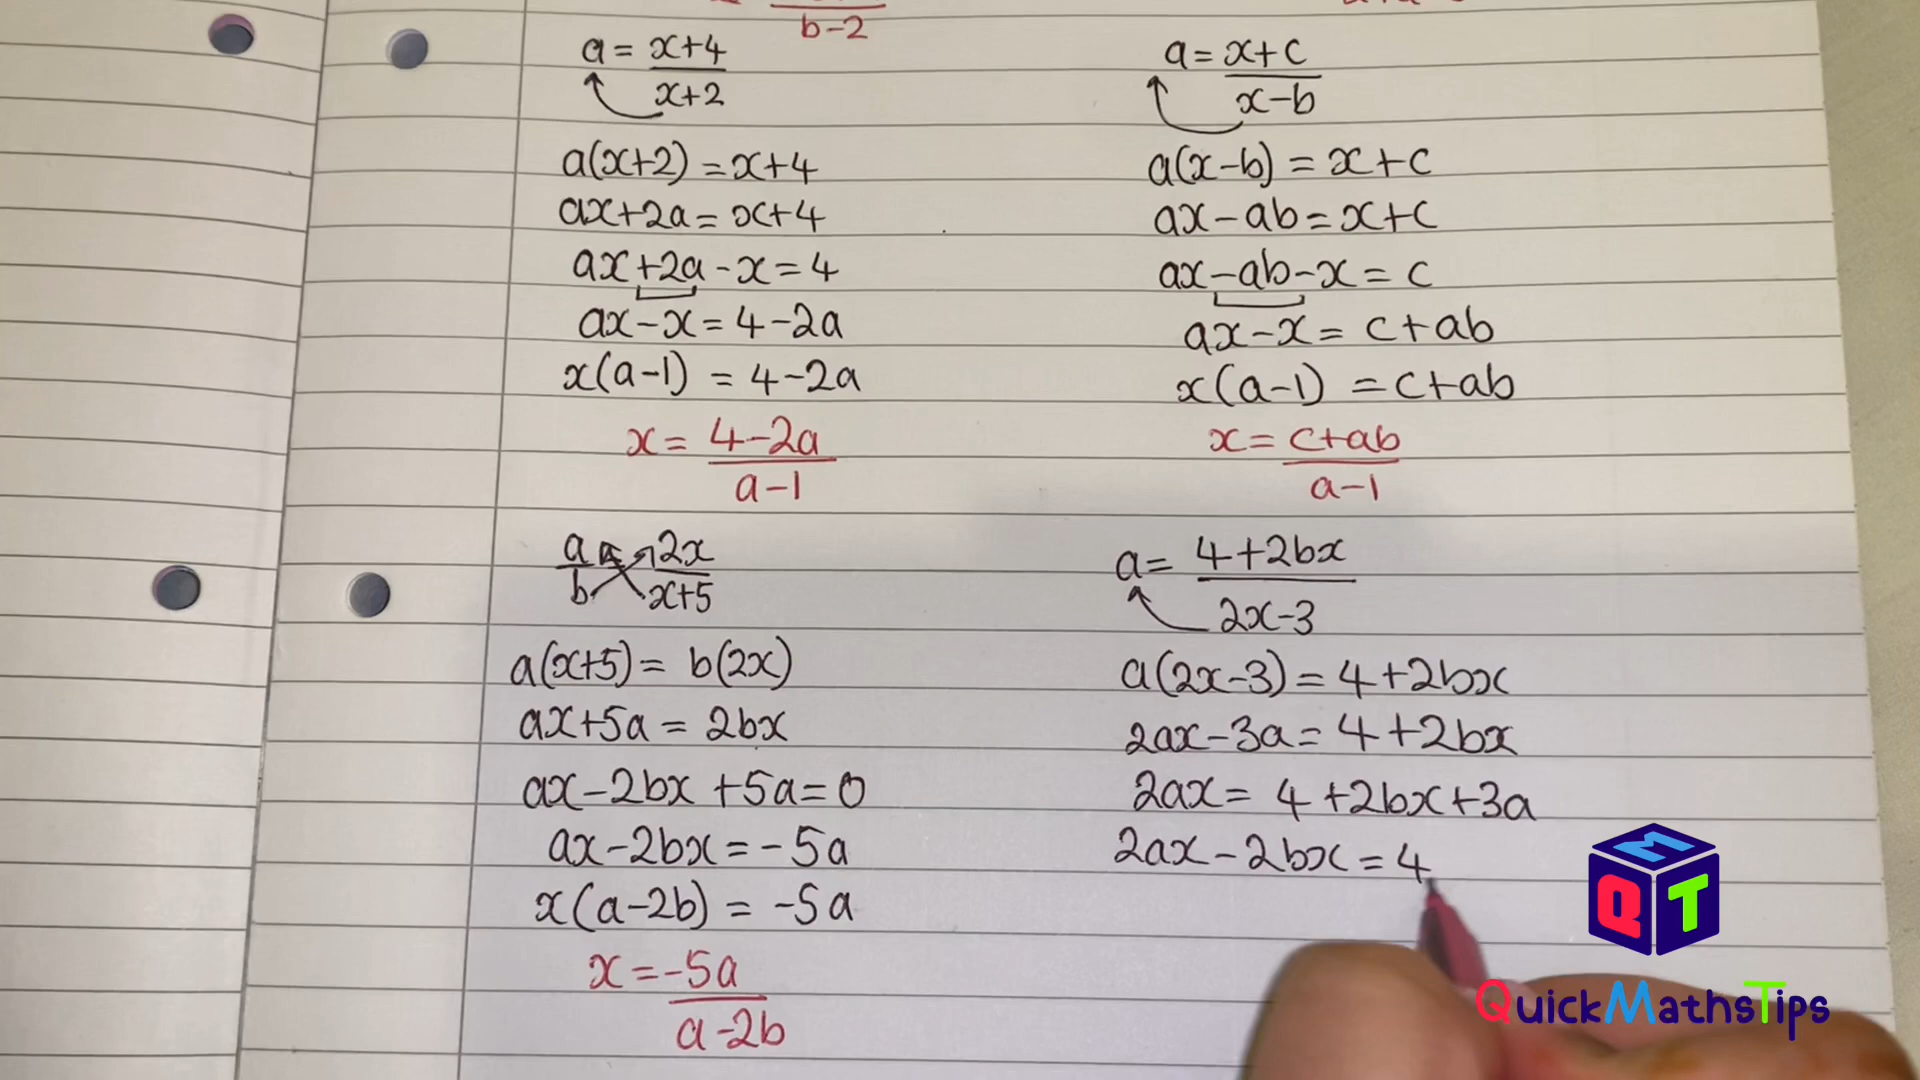 b-2
a = x+4
x+2
a(x+2) = x+4
ax+2a = x+4
ax+2a-x = 4
ax-x = 4-2a
x(a-1) = 4-2a
x = 4-2a
a-1
a = x+c
x-b
a(x-b) = x+c
ax-ab = x+c
ax-ab-x = c
ax-x = c+ab
x(a-1) = c+ab
x = c+ab
a-1
a = 2x
b x+5
a(x+5) = b(2x)
ax+5a = 2bx
ax-2bx+5a=0
ax-2bx = -5a
x(a-2b) = -5a
x = -5a
a-2b
a = 4+2bx
2x-3
a(2x-3) = 4+2bx
2ax-3a = 4+2bx
2ax = 4+2bx+3a
2ax-2bx = 4
QMT
QuickMathsTips